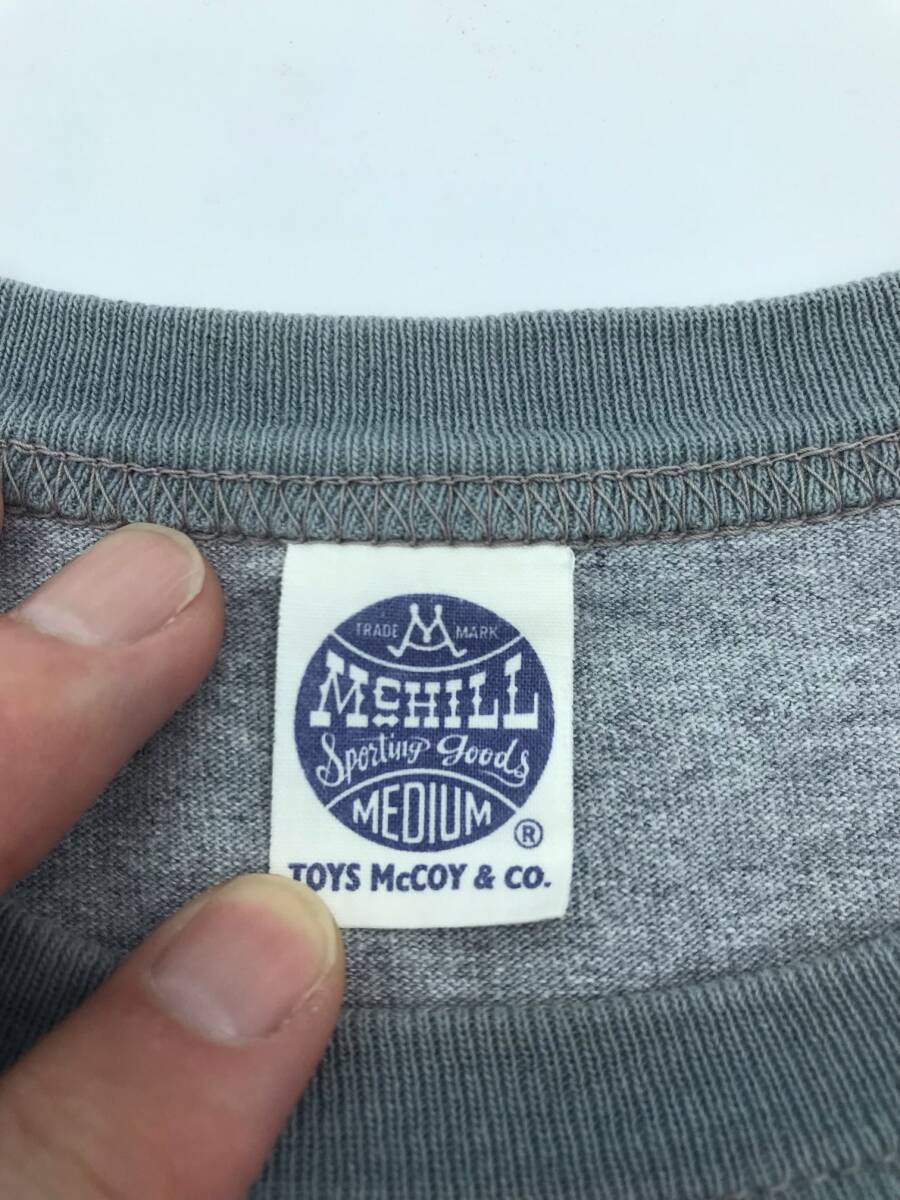 TRADE MARK
McHILL
Sporting goods
MEDIUM
®
TOYS McCOY & CO.